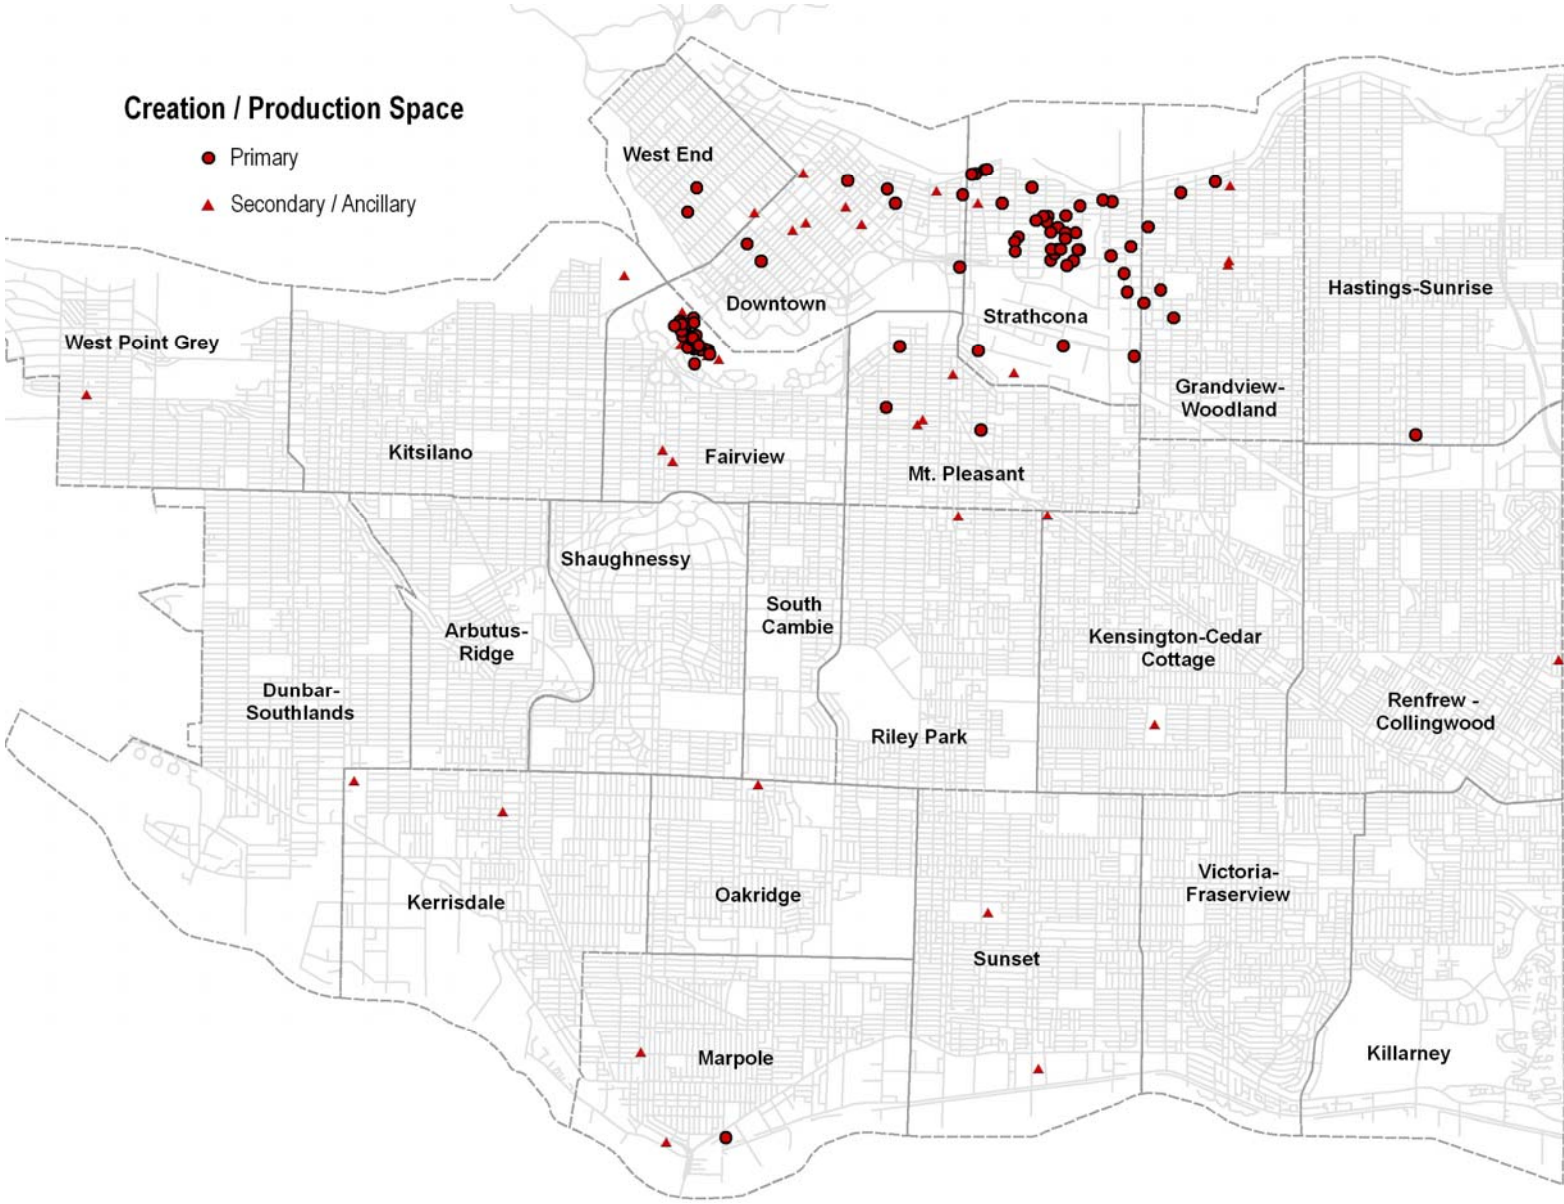 Creation / Production Space
Primary
Secondary / Ancillary
West End
Downtown
Strathcona
Hastings-Sunrise
West Point Grey
Grandview-
Woodland
Kitsilano
Fairview
Mt. Pleasant
Shaughnessy
South
Cambie
Arbutus-
Ridge
Kensington-Cedar
Cottage
Dunbar-
Southlands
Renfrew -
Collingwood
Riley Park
Kerrisdale
Oakridge
Victoria-
Fraserview
Sunset
Marpole
Killarney